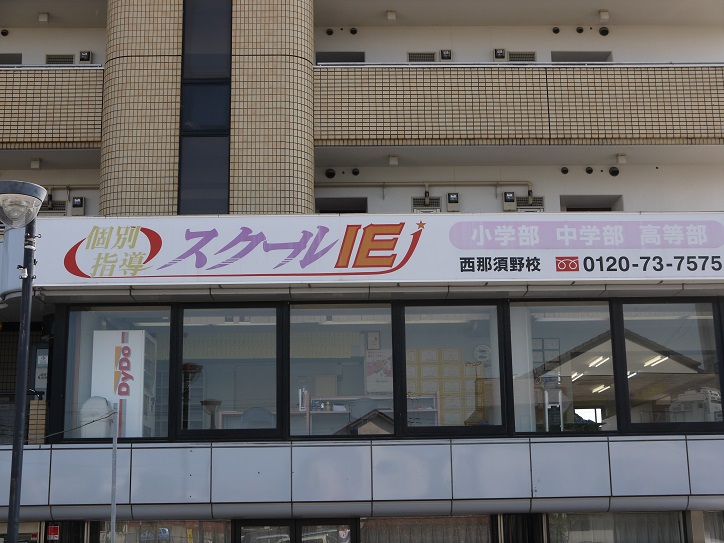 個別
指導
スクールIE
小学部 中学部 高等部
西那須野校 0120-73-7575
DyDo